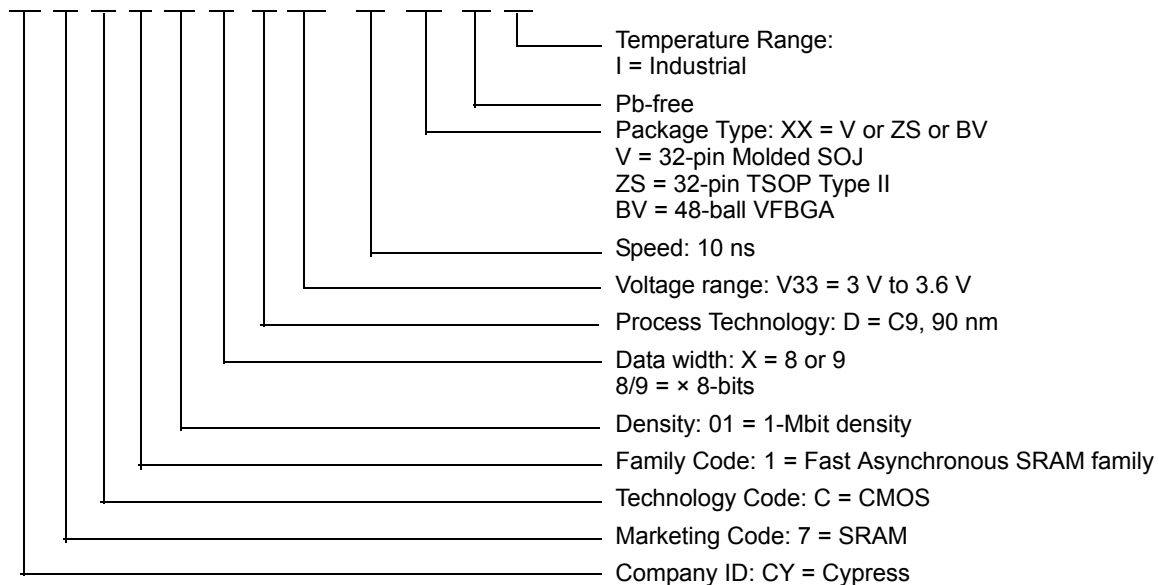 Temperature Range:
I = Industrial
Pb-free
Package Type: XX = V or ZS or BV
V = 32-pin Molded SOJ
ZS = 32-pin TSOP Type II
BV = 48-ball VFBGA
Speed: 10 ns
Voltage range: V33 = 3 V to 3.6 V
Process Technology: D = C9, 90 nm
Data width: X = 8 or 9
8/9 = × 8-bits
Density: 01 = 1-Mbit density
Family Code: 1 = Fast Asynchronous SRAM family
Technology Code: C = CMOS
Marketing Code: 7 = SRAM
Company ID: CY = Cypress